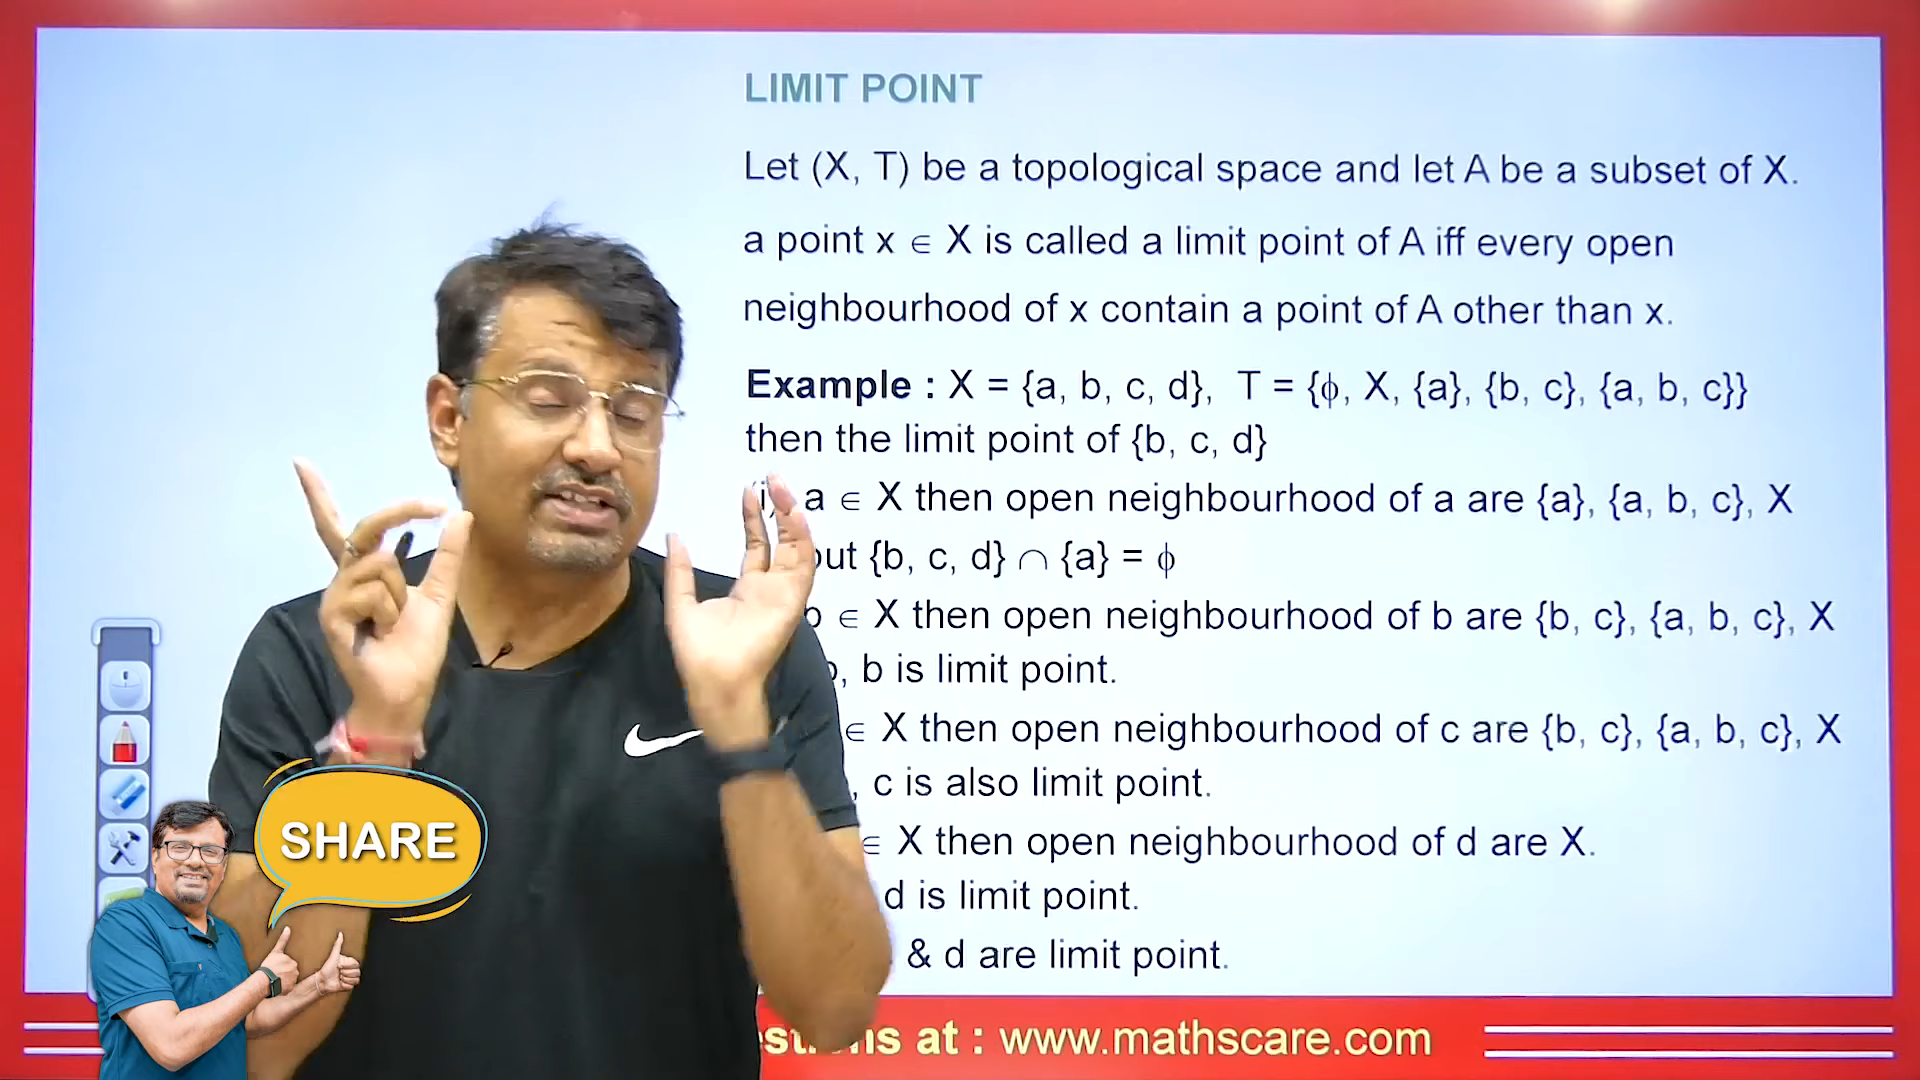 LIMIT POINT
Let (X, T) be a topological space and let A be a subset of X.
a point x ∈ X is called a limit point of A iff every open
neighbourhood of x contain a point of A other than x.
Example : X = {a, b, c, d}, T = {ϕ, X, {a}, {b, c}, {a, b, c}}
then the limit point of {b, c, d}
a ∈ X then open neighbourhood of a are {a}, {a, b, c}, X
{b, c, d} ∩ {a} = ϕ
∈ X then open neighbourhood of b are {b, c}, {a, b, c}, X
b is limit point.
∈ X then open neighbourhood of c are {b, c}, {a, b, c}, X
, c is also limit point.
∈ X then open neighbourhood of d are X.
d is limit point.
& d are limit point.
SHARE
at : www.mathscare.com